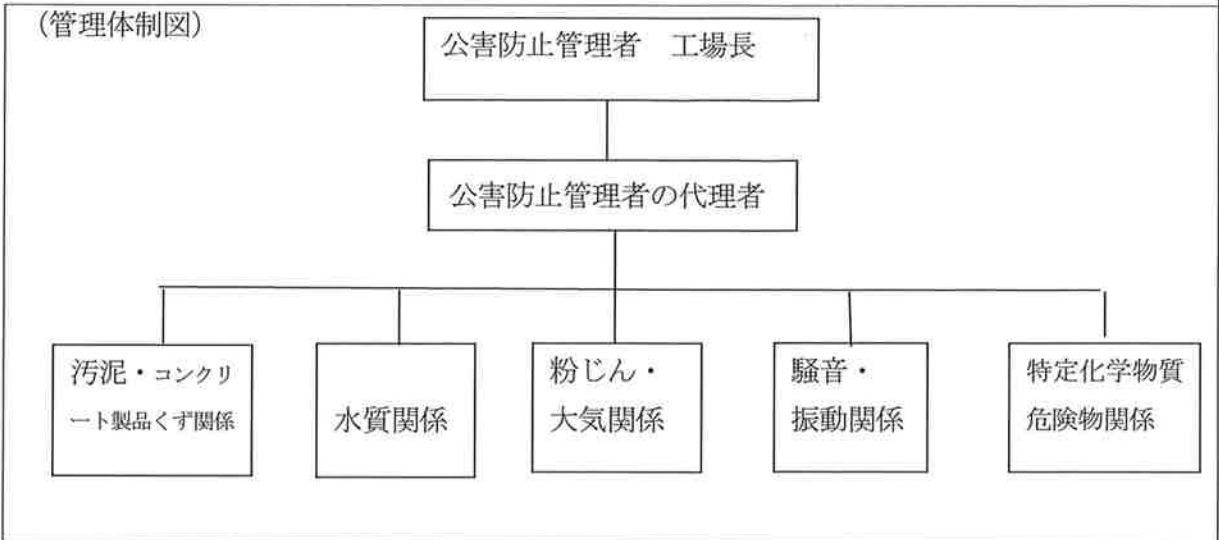 (管理体制図)
公害防止管理者　工場長
公害防止管理者の代理者
汚泥・コンクリ
ート製品くず関係
水質関係
粉じん・
大気関係
騒音・
振動関係
特定化学物質
危険物関係